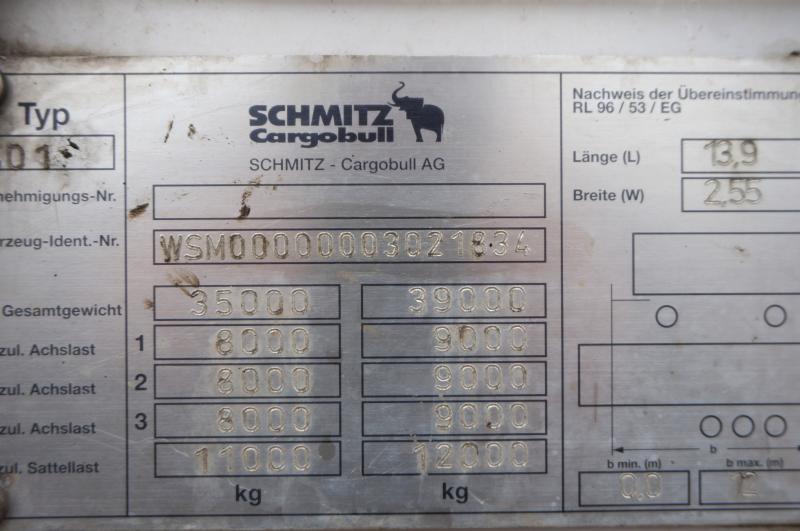 Typ
SCHMITZ
Cargobull
SCHMITZ - Cargobull AG
Nachweis der Übereinstimmun
RL 96 / 53 / EG
01
Länge (L) 13,9
nehmigungs-Nr.
Breite (W) 2,55
rzeug-Ident.-Nr. WSM00000003021834
Gesamtgewicht 35000 39000
zul. Achslast 1 8000 9000
zul. Achslast 2 8000 9000
zul. Achslast 3 8000 9000
zul. Sattellast 11000 12000
b
b min. (m) b max. (m)
0,0 12
kg kg